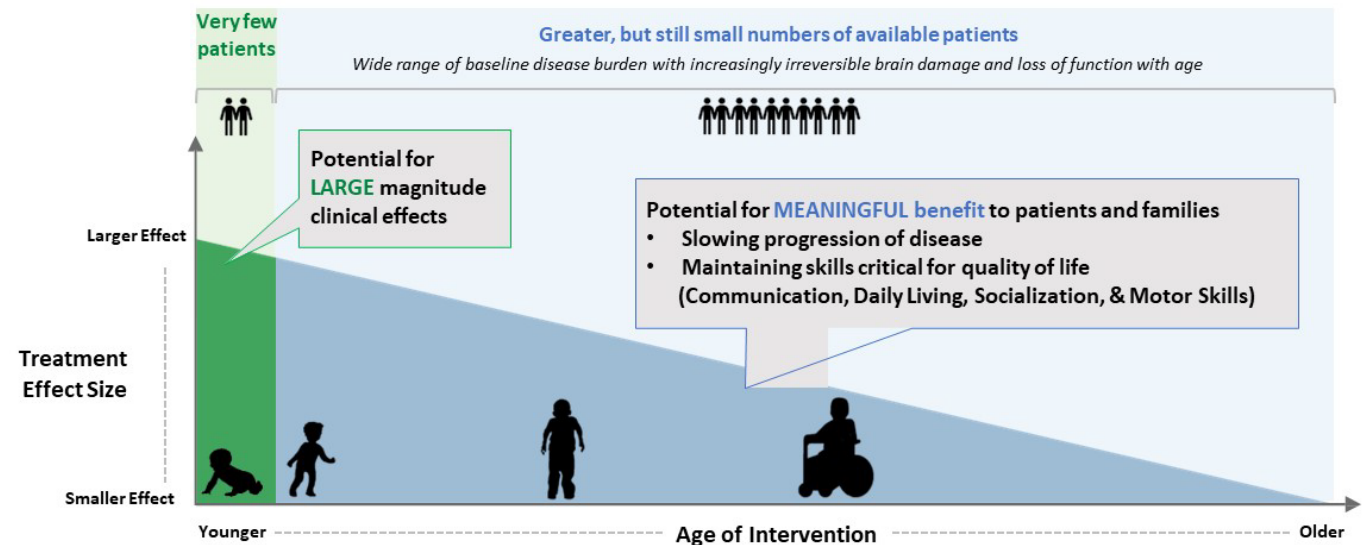 Very few
patients
Greater, but still small numbers of available patients
Wide range of baseline disease burden with increasingly irreversible brain damage and loss of function with age
Potential for
LARGE magnitude
clinical effects
Potential for MEANINGFUL benefit to patients and families
• Slowing progression of disease
• Maintaining skills critical for quality of life
(Communication, Daily Living, Socialization, & Motor Skills)
Larger Effect
Treatment
Effect Size
Smaller Effect
Younger
Age of Intervention
Older